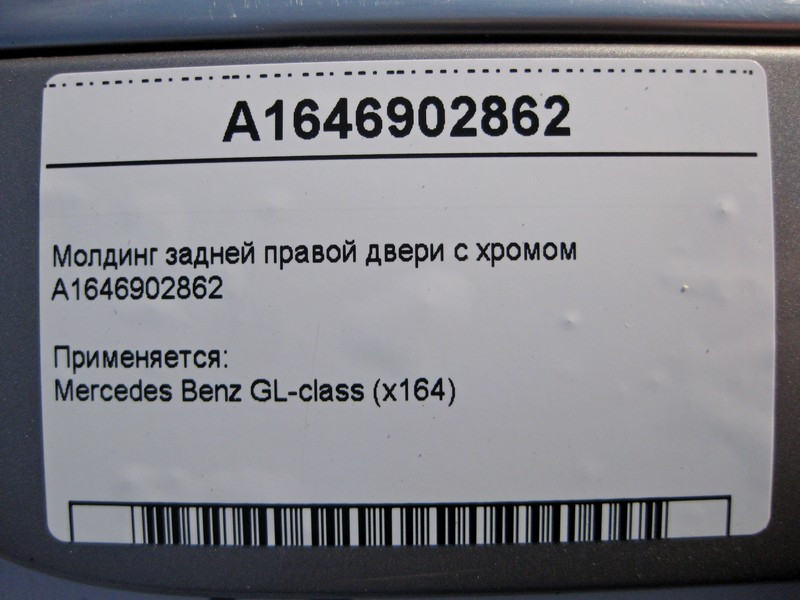 A1646902862
Молдинг задней правой двери с хромом
A1646902862
Применяется:
Mercedes Benz GL-class (x164)